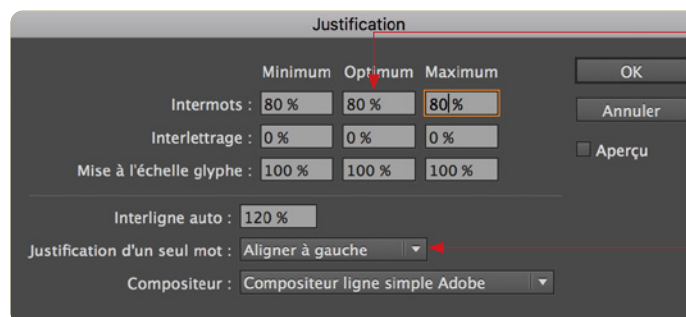 Justification
Minimum Optimum Maximum
Intermots : 80 % 80 % 80 %
Interlettrage : 0 % 0 % 0 %
Mise à l'échelle glyphe : 100 % 100 % 100 %
Interligne auto : 120 %
Justification d'un seul mot : Aligner à gauche
Compositeur : Compositeur ligne simple Adobe
OK
Annuler
Aperçu